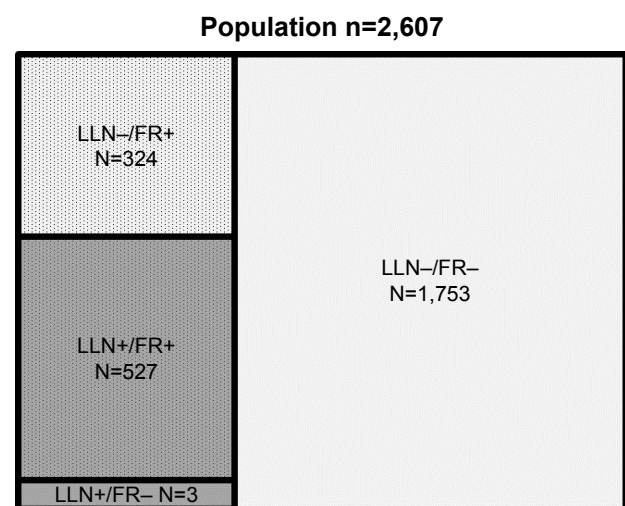 Population n=2,607
LLN–/FR+
N=324
LLN–/FR–
N=1,753
LLN+/FR+
N=527
LLN+/FR– N=3